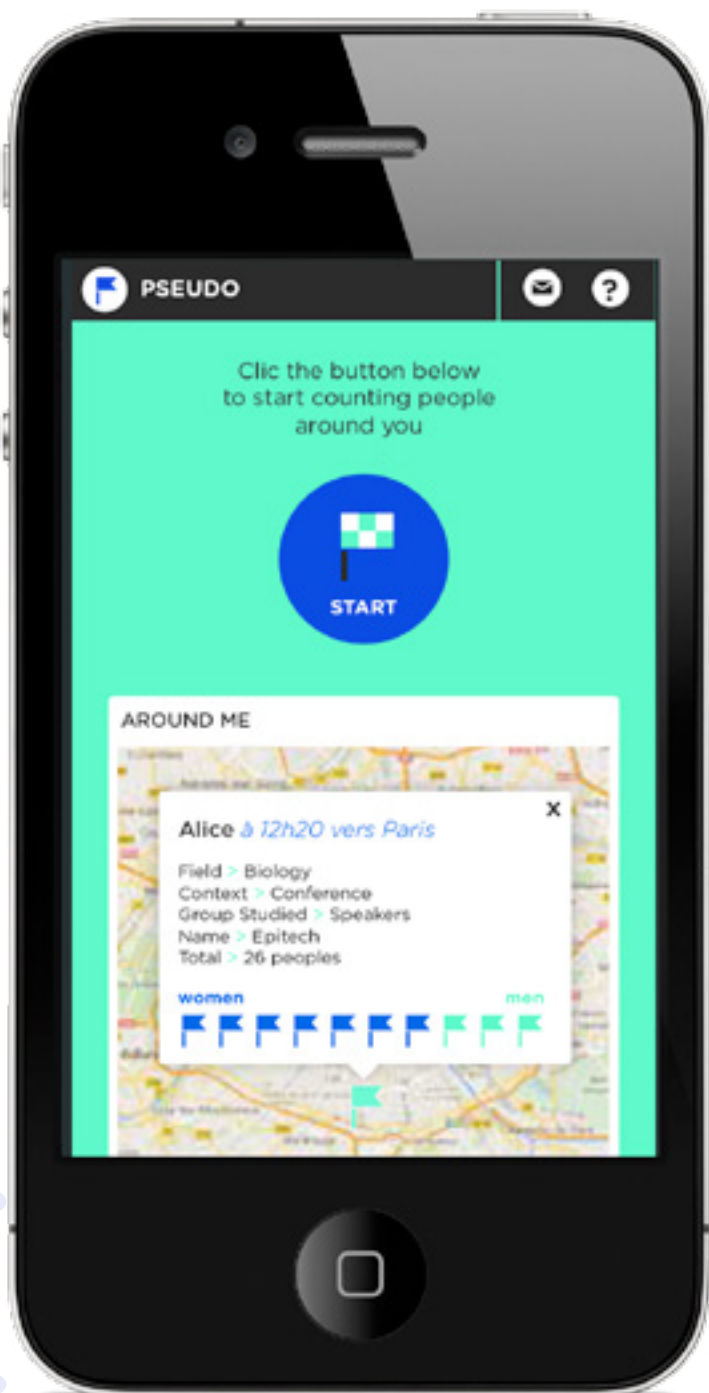 PSEUDO
?
Clic the button below
to start counting people
around you
START
AROUND ME
x
Alice à 12h20 vers Paris
Field > Biology
Context > Conference
Group Studied > Speakers
Name > Epitech
Total > 26 peoples
women men